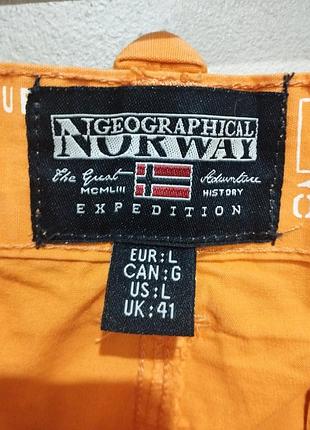 GEOGRAPHICAL
NORWAY
The Great Adventure
MCMLIII HISTORY
EXPEDITION
EUR:L
CAN:G
US:L
UK:41